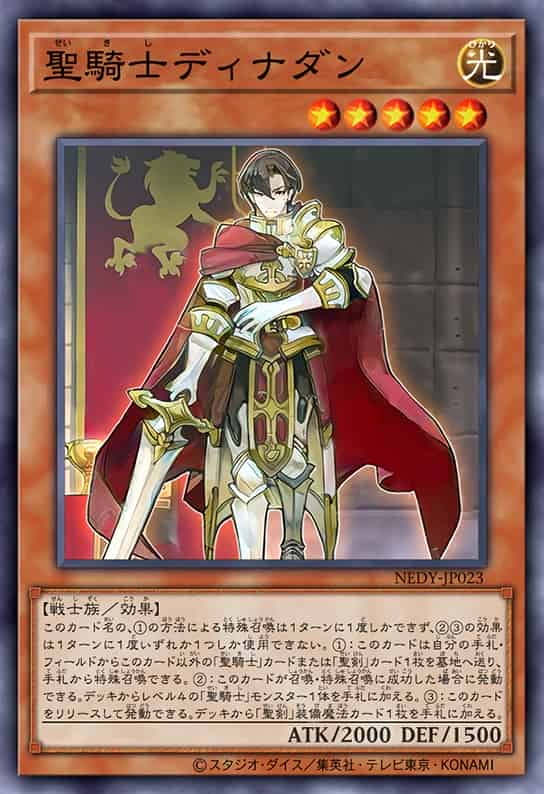 聖騎士ディナダン
光
NEDY-JP023
【戦士族／効果】
このカード名の、①の方法による特殊召喚は1ターンに1度しかできず、②③の効果
は1ターンに1度いずれか1つしか使用できない。①：このカードは自分の手札・
フィールドからこのカード以外の「聖騎士」カードまたは「聖剣」カード1枚を墓地へ送り、
手札から特殊召喚できる。②：このカードが召喚・特殊召喚に成功した場合に発動
できる。デッキからレベル4の「聖騎士」モンスター1体を手札に加える。③：このカード
をリリースして発動できる。デッキから「聖剣」装備魔法カード1枚を手札に加える。
ATK/2000 DEF/1500
©スタジオ・ダイス／集英社・テレビ東京・KONAMI